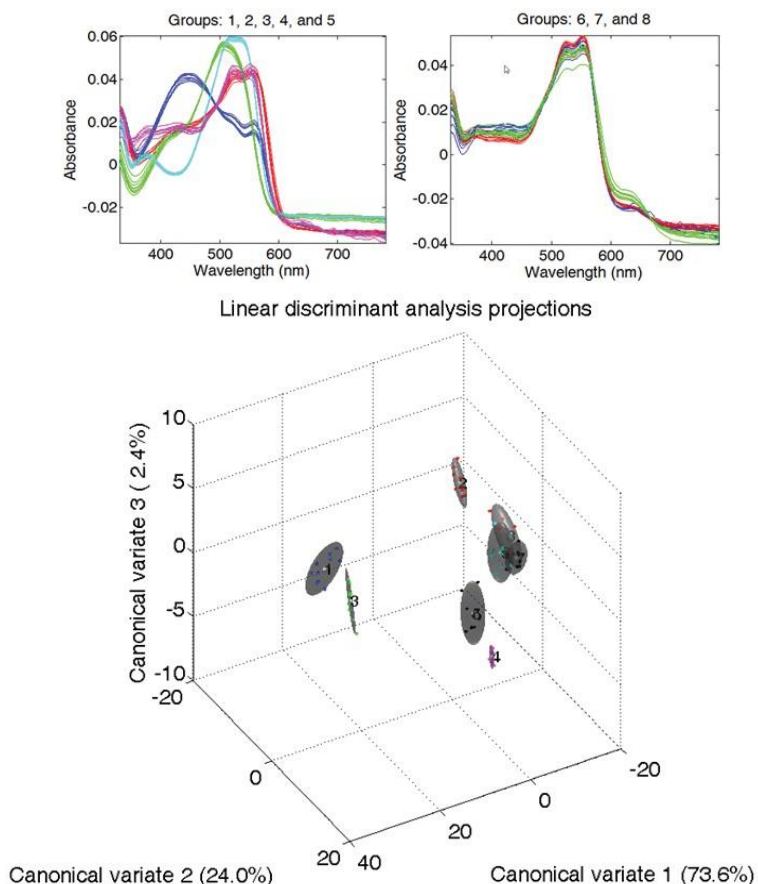 Groups: 1, 2, 3, 4, and 5
0.06
0.04
0.02
0
-0.02
Absorbance
400 500 600 700
Wavelength (nm)
Groups: 6, 7, and 8
0.04
0.02
0
-0.02
-0.04
Absorbance
400 500 600 700
Wavelength (nm)
Linear discriminant analysis projections
10
5
0
-5
-10
Canonical variate 3 ( 2.4%)
2
1
3
4
-20
0
20
40
20
0
-20
Canonical variate 2 (24.0%)
Canonical variate 1 (73.6%)